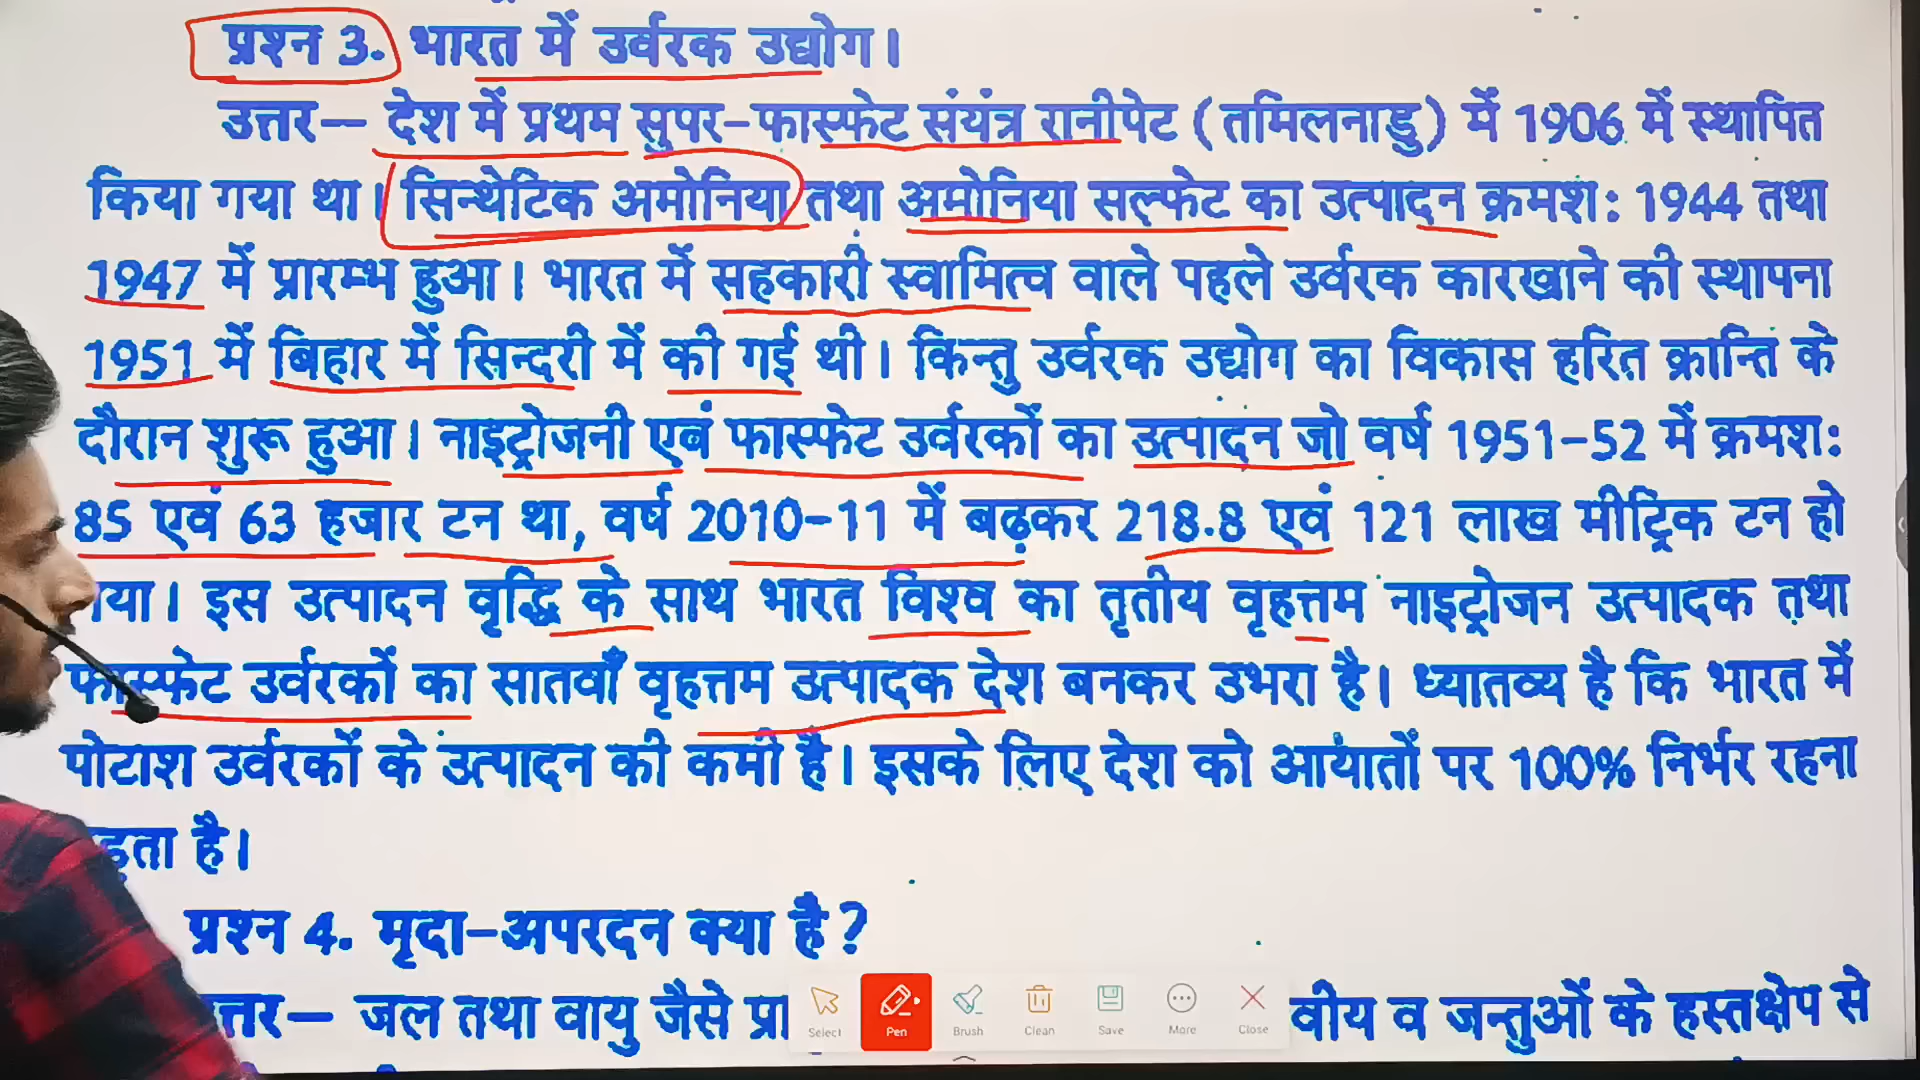 प्रश्न 3. भारत में उर्वरक उद्योग।
उत्तर— देश में प्रथम सुपर-फास्फेट संयंत्र रानीपेट (तमिलनाडु) में 1906 में स्थापित
किया गया था। सिन्थेटिक अमोनिया तथा अमोनिया सल्फेट का उत्पादन क्रमशः 1944 तथा
1947 में प्रारम्भ हुआ। भारत में सहकारी स्वामित्व वाले पहले उर्वरक कारखाने की स्थापना
1951 में बिहार में सिन्दरी में की गई थी। किन्तु उर्वरक उद्योग का विकास हरित क्रान्ति के
दौरान शुरू हुआ। नाइट्रोजनी एवं फास्फेट उर्वरकों का उत्पादन जो वर्ष 1951-52 में क्रमशः
85 एवं 63 हजार टन था, वर्ष 2010-11 में बढ़कर 218.8 एवं 121 लाख मीट्रिक टन हो
इस उत्पादन वृद्धि के साथ भारत विश्व का तृतीय वृहत्तम नाइट्रोजन उत्पादक तथा
फास्फेट उर्वरकों का सातवाँ वृहत्तम उत्पादक देश बनकर उभरा है। ध्यातव्य है कि भारत में
पोटाश उर्वरकों के उत्पादन की कमी है। इसके लिए देश को आयातों पर 100% निर्भर रहना
है।
प्रश्न 4. मृदा-अपरदन क्या है?
जल तथा वायु जैसे व जन्तुओं के हस्तक्षेप से
Select Pen Brush Clean Save More Close